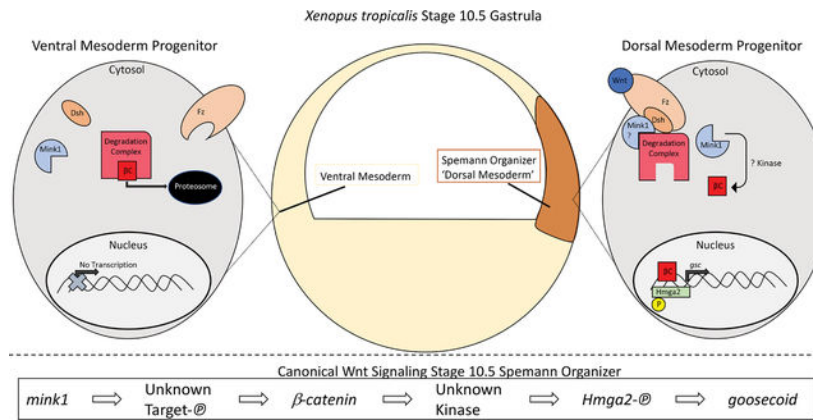 Xenopus tropicalis Stage 10.5 Gastrula
Ventral Mesoderm Progenitor
Cytosol
Dsh
Fz
Mink1
Degradation
Complex
βC
Proteosome
Nucleus
No Transcription
Ventral Mesoderm
Spemann Organizer
'Dorsal Mesoderm'
Dorsal Mesoderm Progenitor
Cytosol
Wnt
Fz
Dsh
Mink1
?
Degradation
Complex
Mink1
? Kinase
βC
Nucleus
βC
gsc
Hmga2
P
Canonical Wnt Signaling Stage 10.5 Spemann Organizer
mink1 ⇨ Unknown Target-Ⓟ ⇨ β-catenin ⇨ Unknown Kinase ⇨ Hmga2-Ⓟ ⇨ goosecoid